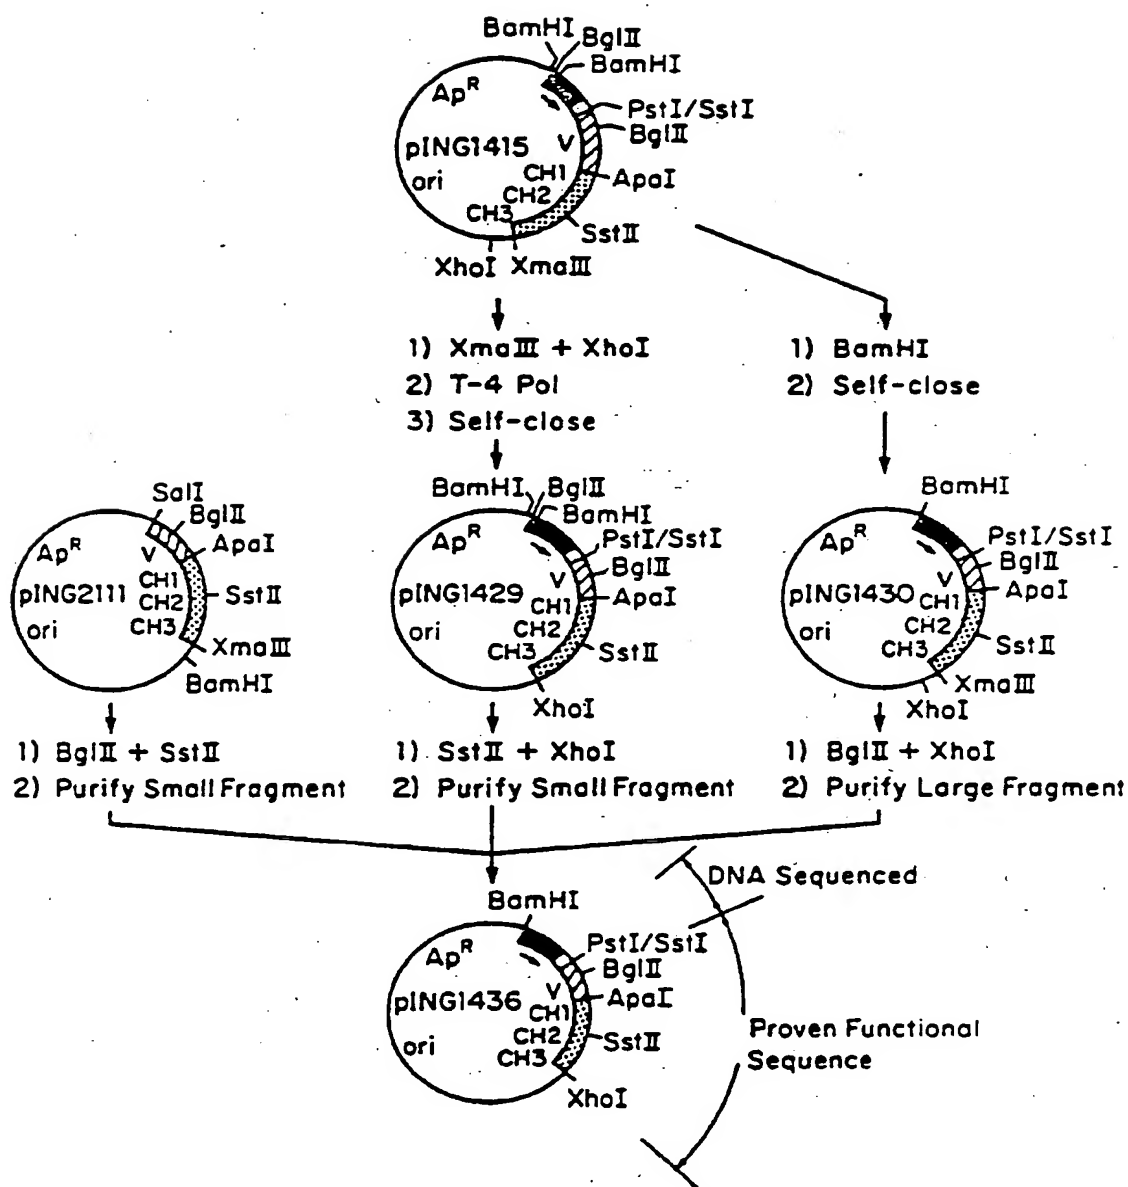 BamHI
BglII
BamHI
Ap^R
PstI/SstI
BglII
pING1415
V
ori
CH1
ApaI
CH2
CH3
SstII
XhoI XmaIII
1) XmaIII + XhoI
2) T-4 Pol
3) Self-close
1) BamHI
2) Self-close
SalI
BglII
Ap^R
V
ApaI
pING2111
CH1
CH2
SstII
ori
CH3
XmaIII
BamHI
1) BglII + SstII
2) Purify Small Fragment
BamHI
BglII
BamHI
Ap^R
PstI/SstI
V
BglII
pING1429
CH1
ApaI
ori
CH2
CH3
SstII
XhoI
1) SstII + XhoI
2) Purify Small Fragment
BamHI
Ap^R
PstI/SstI
V
BglII
pING1430
CH1
ApaI
ori
CH2
CH3
SstII
XmaIII
XhoI
1) BglII + XhoI
2) Purify Large Fragment
BamHI
Ap^R
PstI/SstI
V
BglII
pING1436
CH1
ApaI
ori
CH2
CH3
SstII
XhoI
DNA Sequenced
Proven Functional
Sequence